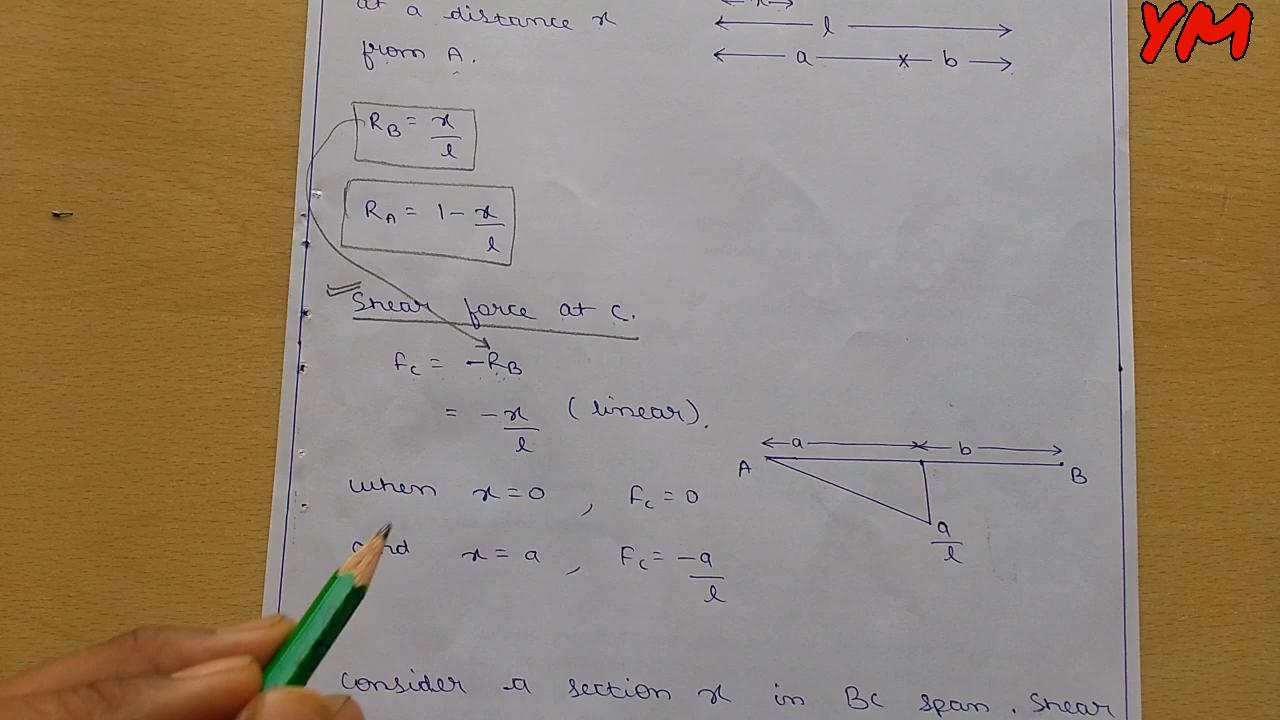 at a distance x
from A.
x
l
a b
YM
R_B = x/l
R_A = 1 - x/l
Shear force at C.
F_C = -R_B
= -x/l (linear).
when x=0, F_C = 0
and x=a, F_C = -a/l
a b
A B
a/l
consider a section x in BC span. Shear